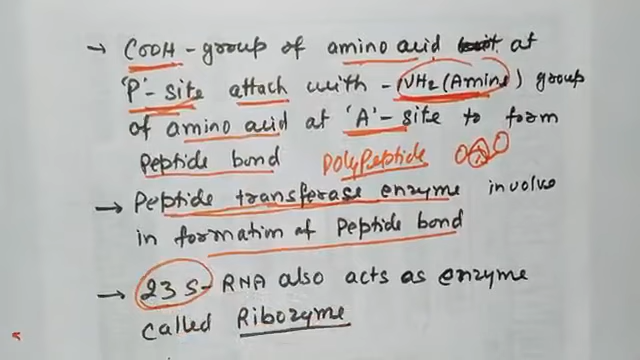 → COOH - group of amino acid at
'P' - site attach with - NH2 (Amine) group
of amino acid at 'A' - site to form
Peptide bond Polypeptide
→ Peptide transferase enzyme involve
in formation of Peptide bond
→ 23 S - RNA also acts as enzyme
called Ribozyme